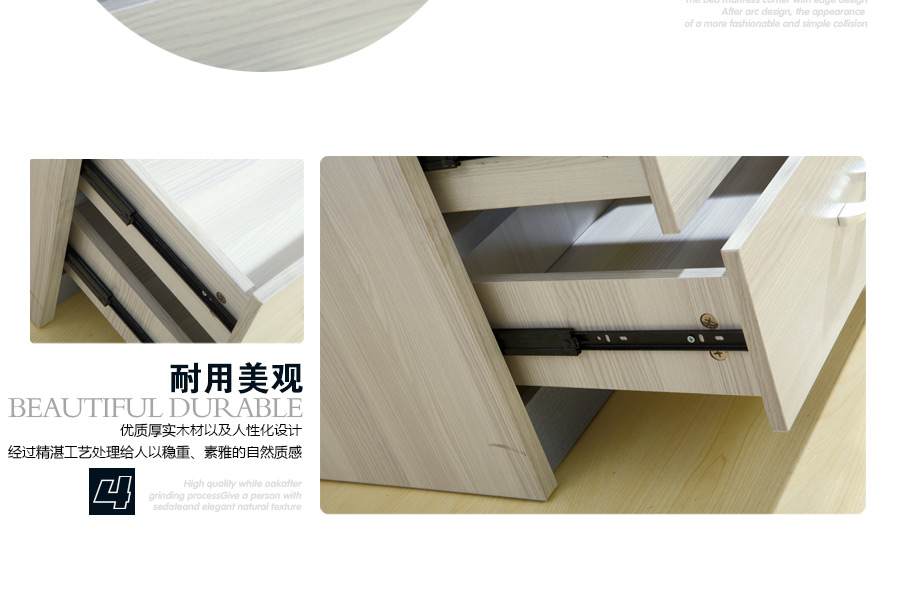 The bed mattress corner with edge design
After arc design, the appearance
of a more fashionable and simple collision
耐用美观
BEAUTIFUL DURABLE
优质厚实木材以及人性化设计
经过精湛工艺处理给人以稳重、素雅的自然质感
4
High quality white oakafter
grinding processGive a person with
sedateand elegant natural texture